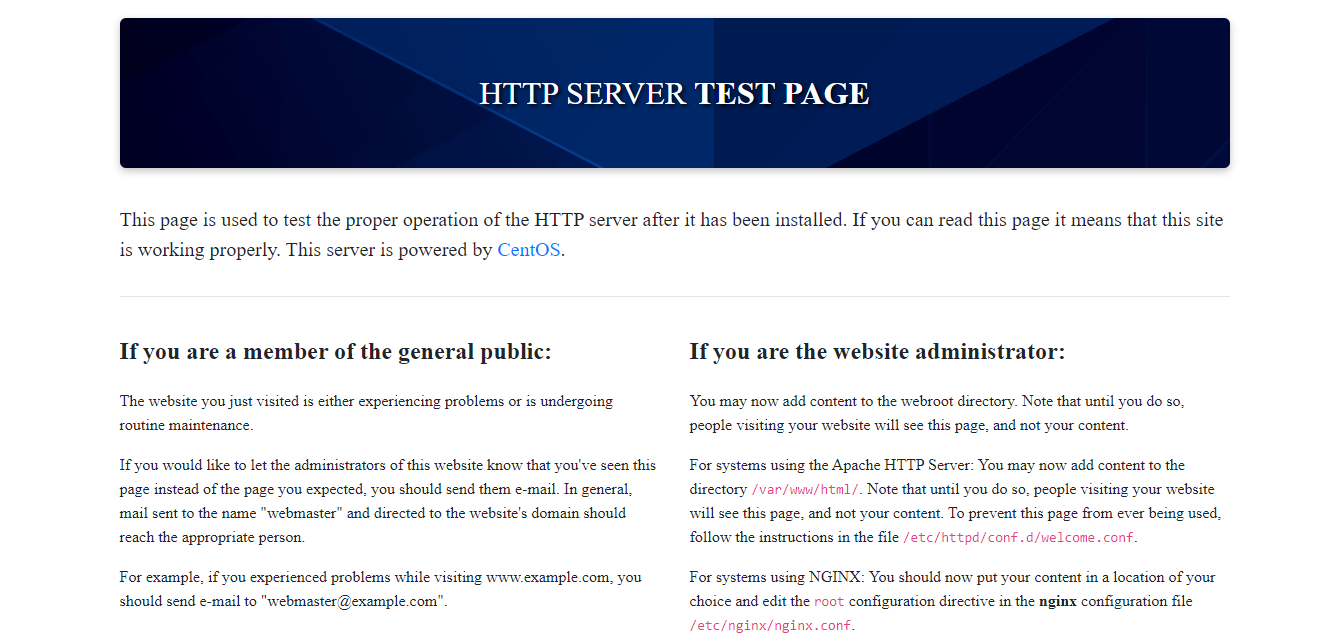 HTTP SERVER TEST PAGE
This page is used to test the proper operation of the HTTP server after it has been installed. If you can read this page it means that this site
is working properly. This server is powered by CentOS.
If you are a member of the general public:
The website you just visited is either experiencing problems or is undergoing
routine maintenance.
If you would like to let the administrators of this website know that you've seen this
page instead of the page you expected, you should send them e-mail. In general,
mail sent to the name "webmaster" and directed to the website's domain should
reach the appropriate person.
For example, if you experienced problems while visiting www.example.com, you
should send e-mail to "webmaster@example.com".
If you are the website administrator:
You may now add content to the webroot directory. Note that until you do so,
people visiting your website will see this page, and not your content.
For systems using the Apache HTTP Server: You may now add content to the
directory /var/www/html/. Note that until you do so, people visiting your website
will see this page, and not your content. To prevent this page from ever being used,
follow the instructions in the file /etc/httpd/conf.d/welcome.conf.
For systems using NGINX: You should now put your content in a location of your
choice and edit the root configuration directive in the nginx configuration file
/etc/nginx/nginx.conf.